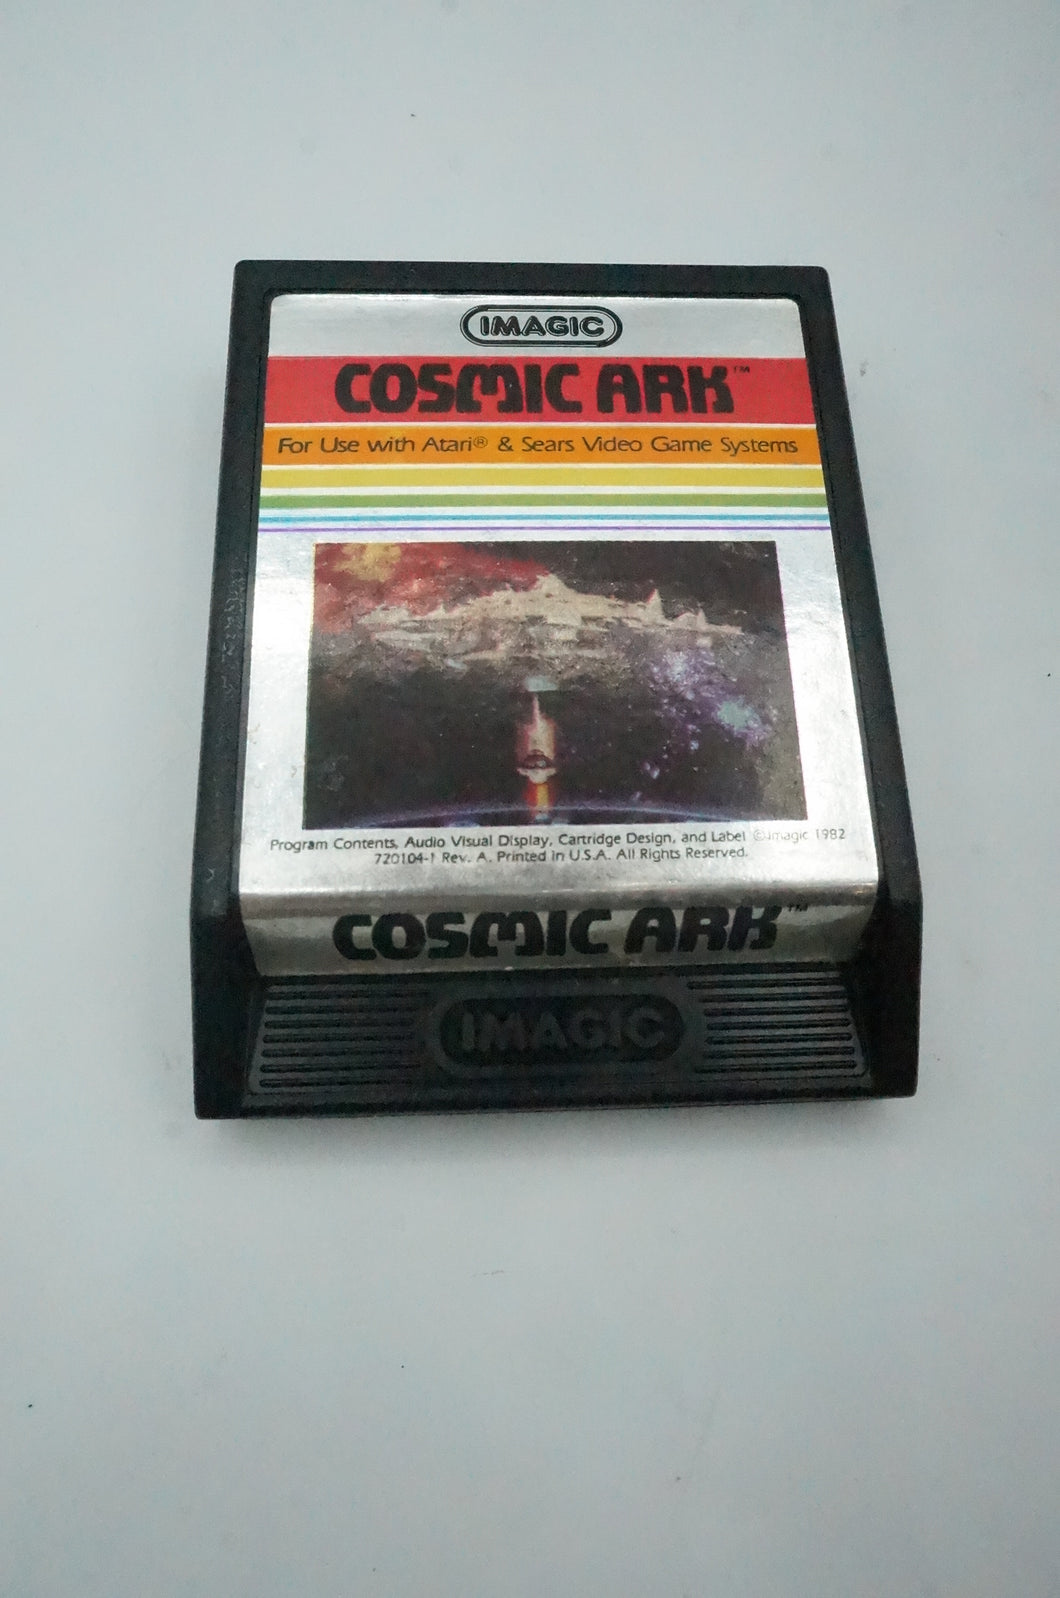 IMAGIC
COSMIC ARK™
For Use with Atari® & Sears Video Game Systems
Program Contents, Audio Visual Display, Cartridge Design, and Label ©Imagic 1982
720104-1 Rev. A. Printed in U.S.A. All Rights Reserved.
COSMIC ARK™
IMAGIC